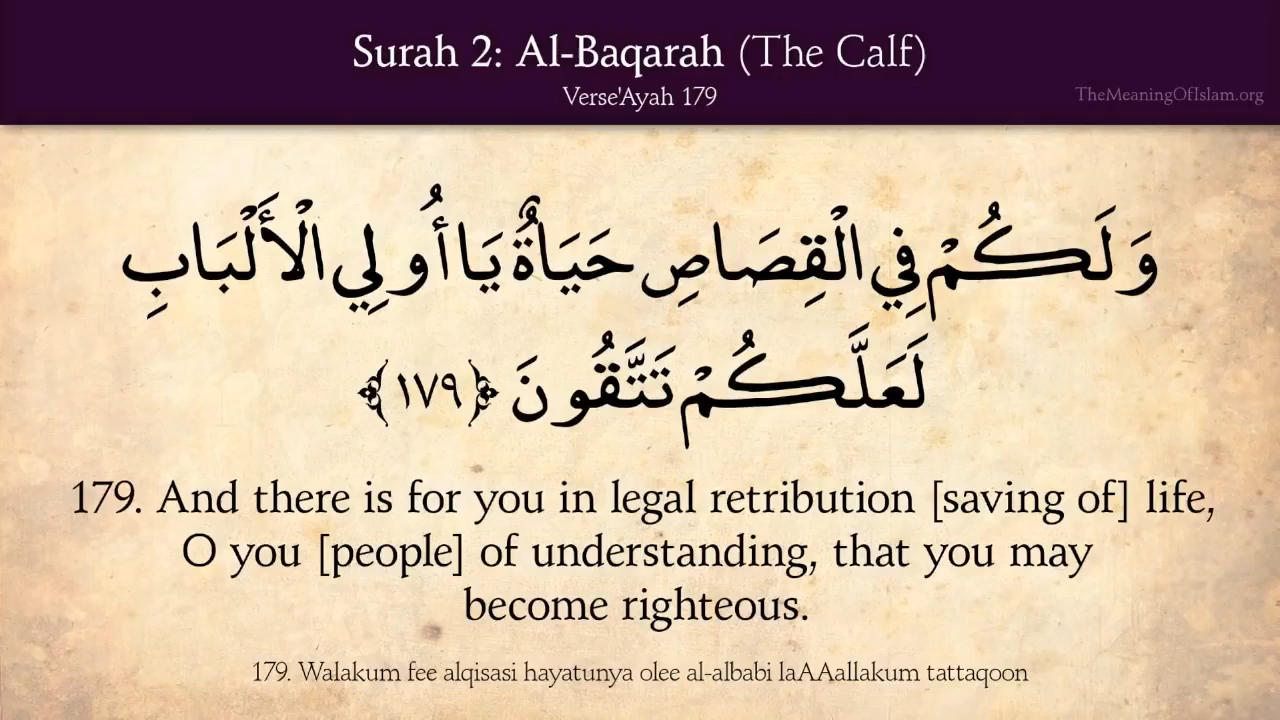 Surah 2: Al-Baqarah (The Calf)
Verse'Ayah 179
TheMeaningOfIslam.org
وَلَكُمْ فِي الْقِصَاصِ حَيَاةٌ يَا أُولِي الْأَلْبَابِ
لَعَلَّكُمْ تَتَّقُونَ ﴿١٧٩﴾
179. And there is for you in legal retribution [saving of] life,
O you [people] of understanding, that you may
become righteous.
179. Walakum fee alqisasi hayatunya olee al-albabi laAAallakum tattaqoon